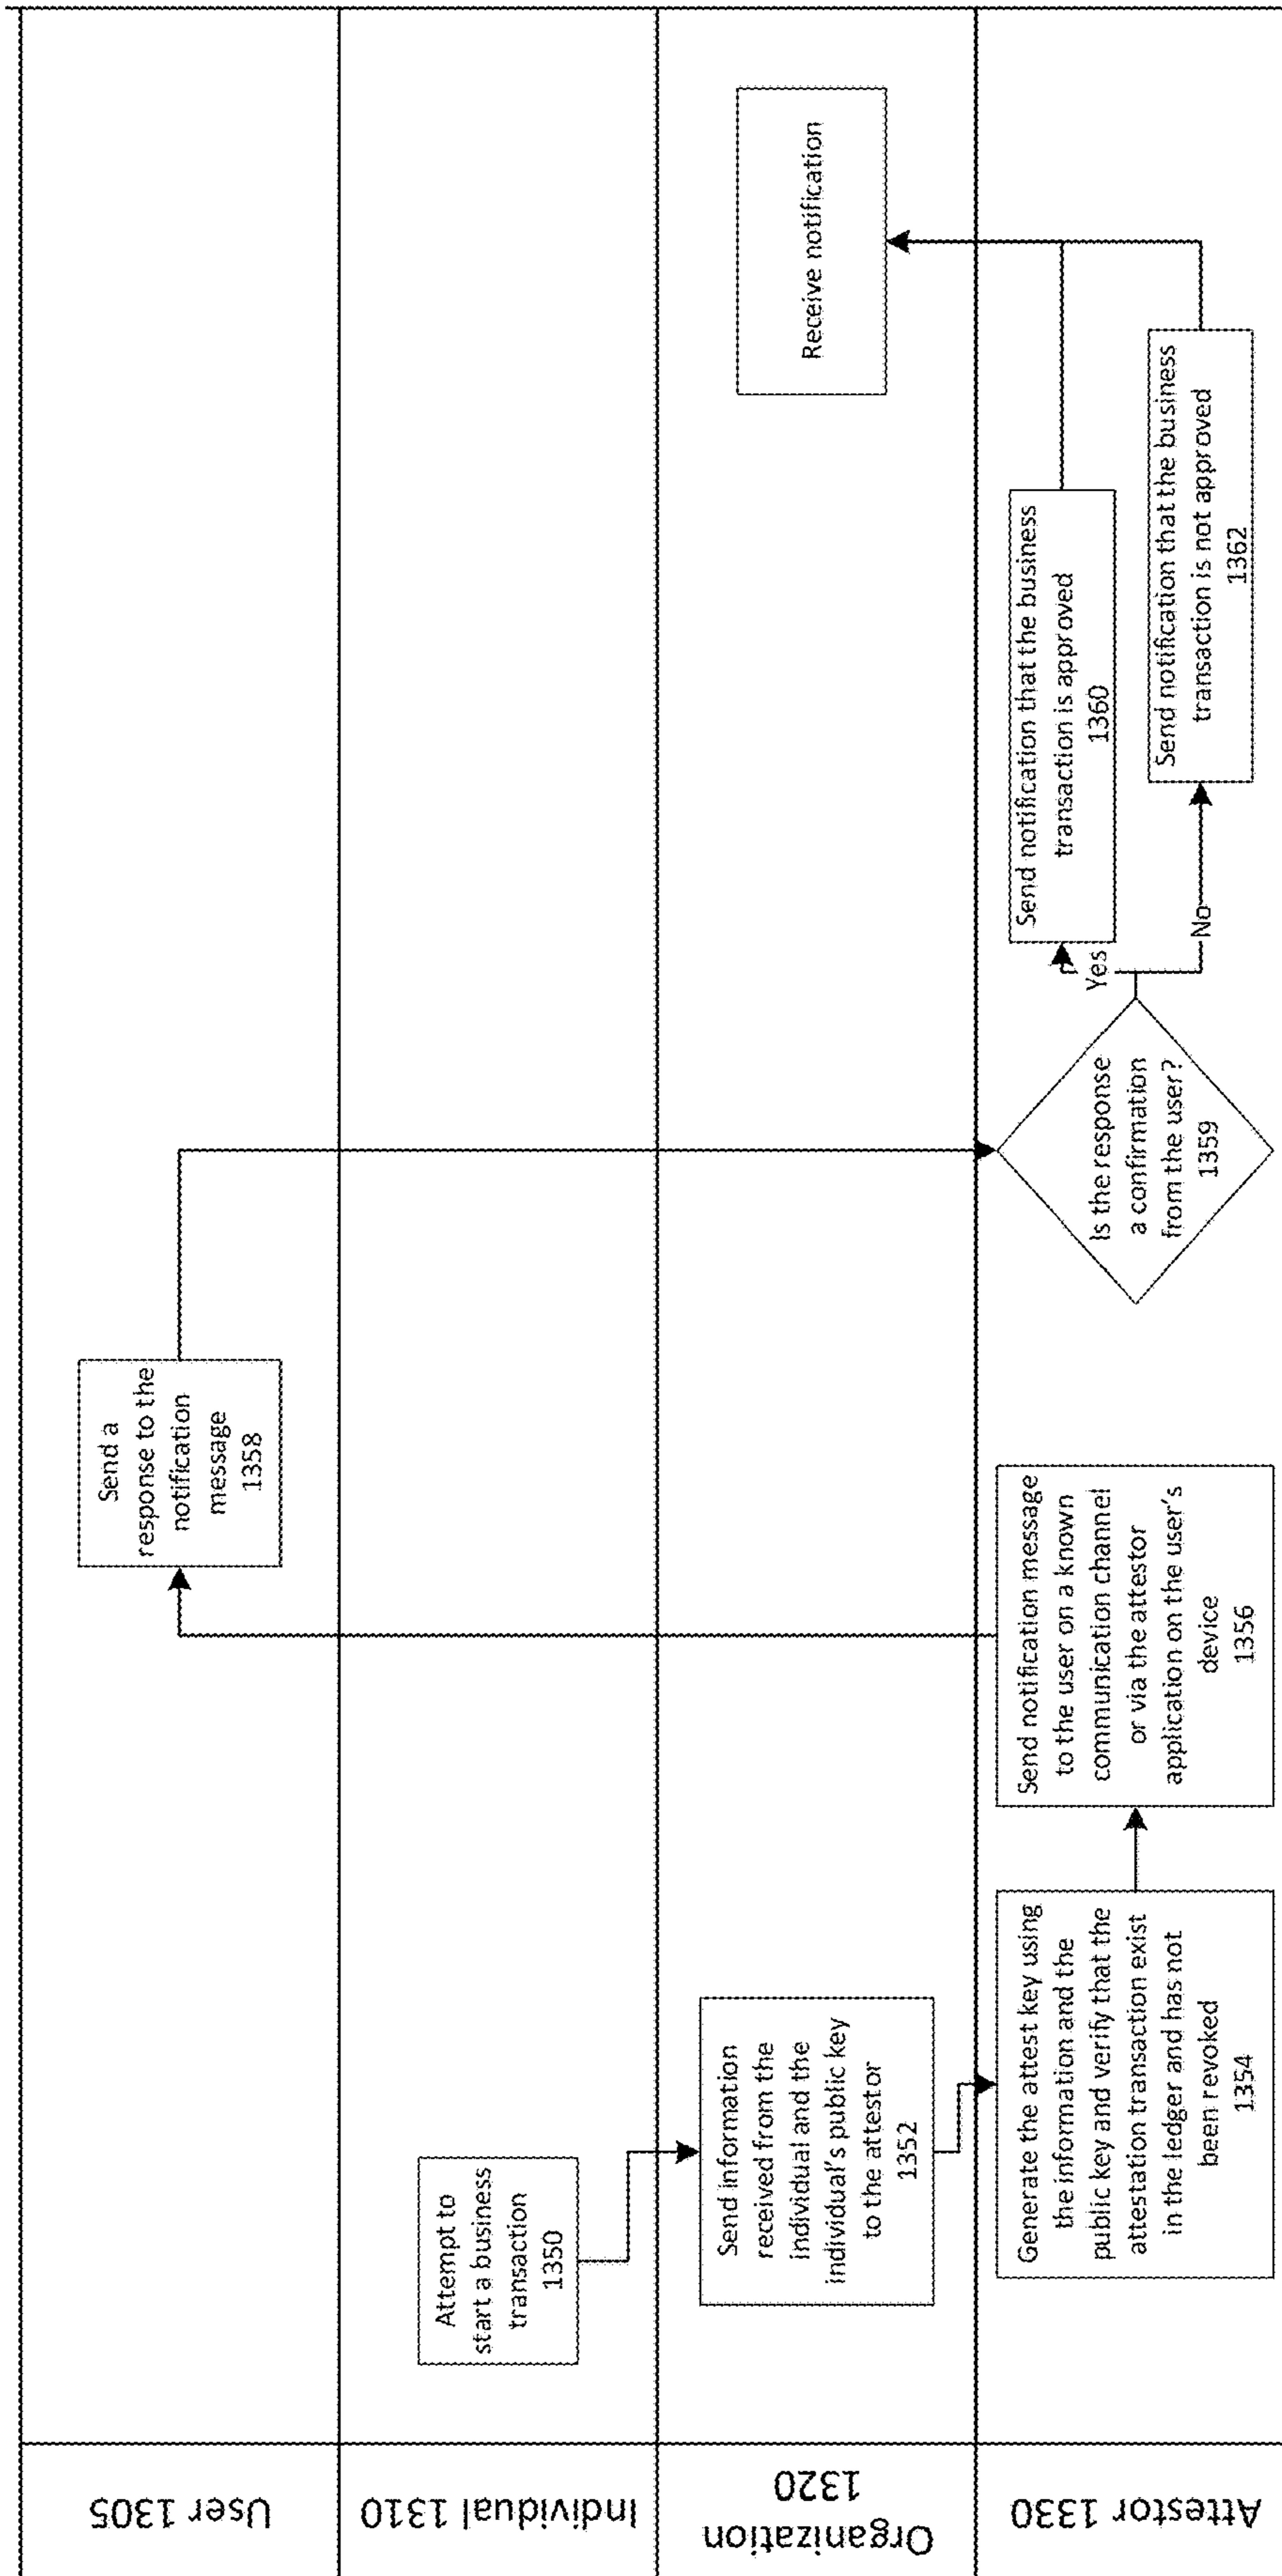 User 1305
Individual 1310
Organization
1320
Attestor 1330
Attempt to
start a business
transaction
1350
Send information
received from the
individual and the
individual's public key
to the attestor
1352
Generate the attest key using
the information and the
public key and verify that the
attestation transaction exist
in the ledger and has not
been revoked
1354
Send notification message
to the user on a known
communication channel
or via the attestor
application on the user's
device
1356
Send a
response to the
notification
message
1358
Is the response
a confirmation
from the user?
1359
Yes
No
Send notification that the business
transaction is approved
1360
Send notification that the business
transaction is not approved
1362
Receive notification